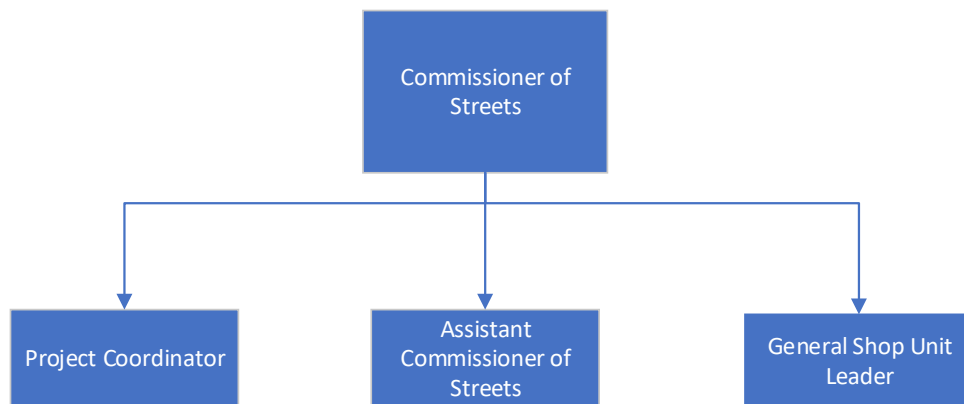 Commissioner of
Streets
Project Coordinator
Assistant
Commissioner of
Streets
General Shop Unit
Leader